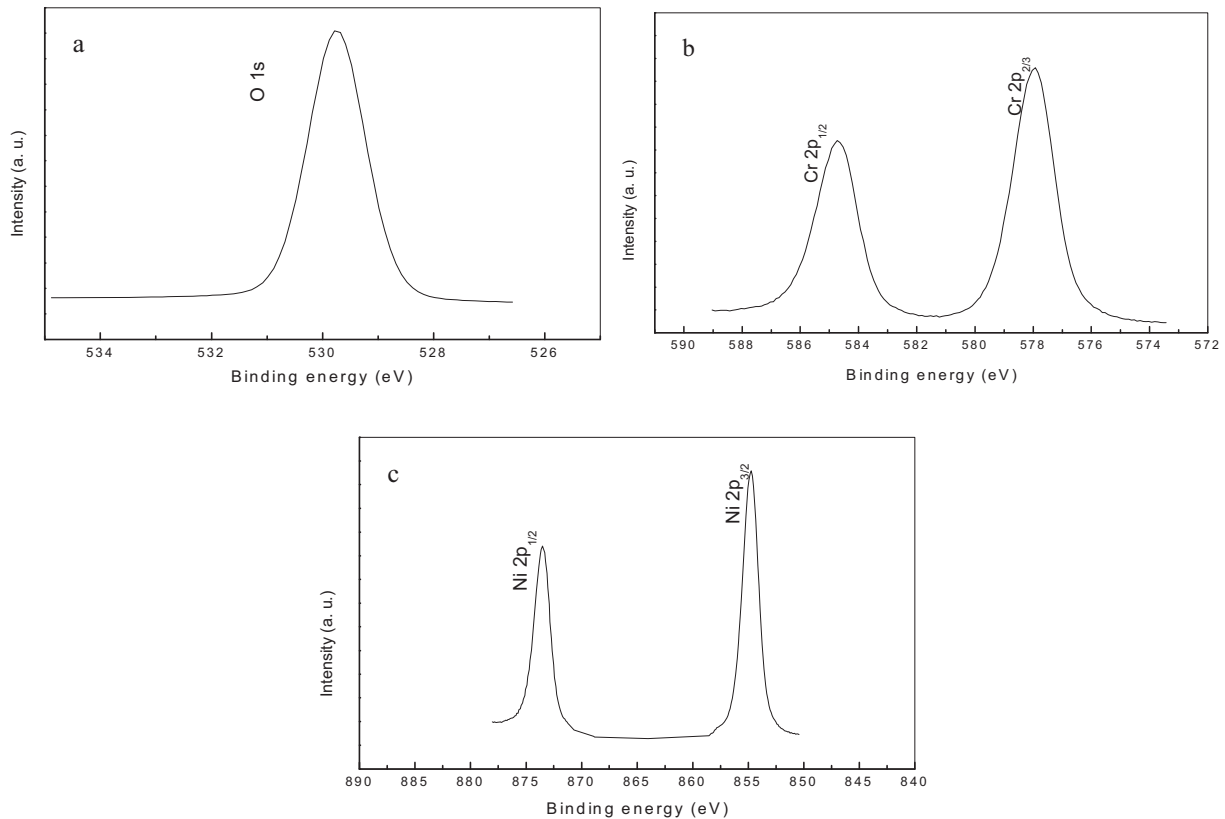 a
O 1s
Intensity (a. u.)
534 532 530 528 526
Binding energy (eV)
b
Cr 2p1/2
Cr 2p2/3
Intensity (a. u.)
590 588 586 584 582 580 578 576 574 572
Binding energy (eV)
c
Ni 2p1/2
Ni 2p3/2
Intensity (a. u.)
890 885 880 875 870 865 860 855 850 845 840
Binding energy (eV)